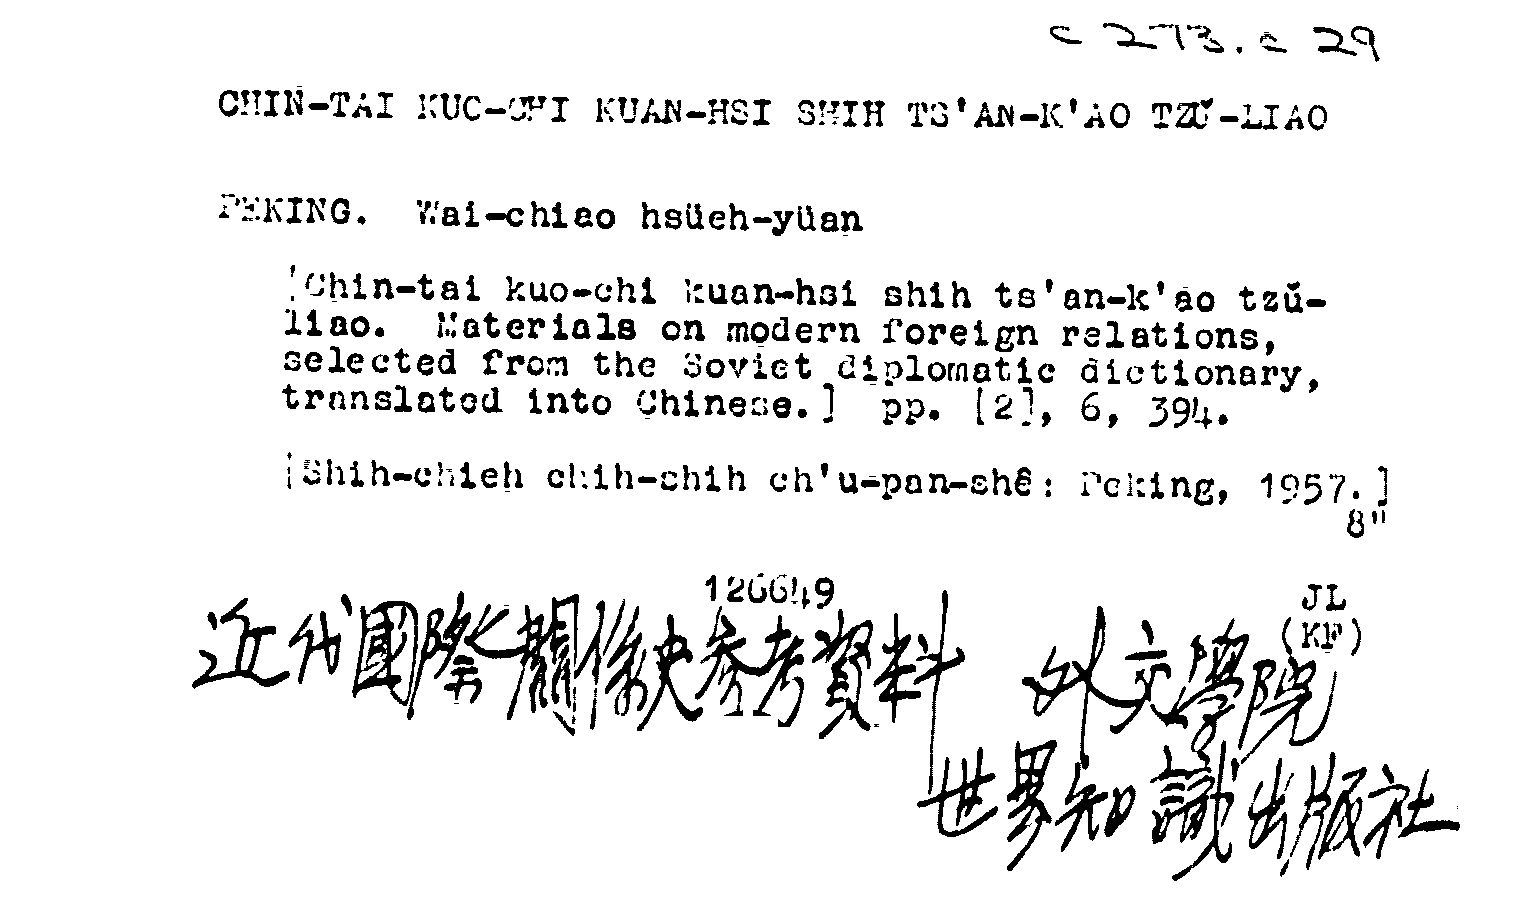 c 273.c 29
CHIN-TAI KUO-CHI KUAN-HSI SHIH TS'AN-K'AO TZŬ-LIAO
PEKING. Wai-chiao hsüeh-yüan
[Chin-tai kuo-chi kuan-hsi shih ts'an-k'ao tzŭ-
liao. Materials on modern foreign relations,
selected from the Soviet diplomatic dictionary,
translated into Chinese.] pp. [2], 6, 394.
[Shih-chieh chih-shih ch'u-pan-shê: Peking, 1957.]
8"
126649
JL
(KF)
近代國際關係史參考資料 外交學院
世界知識出版社